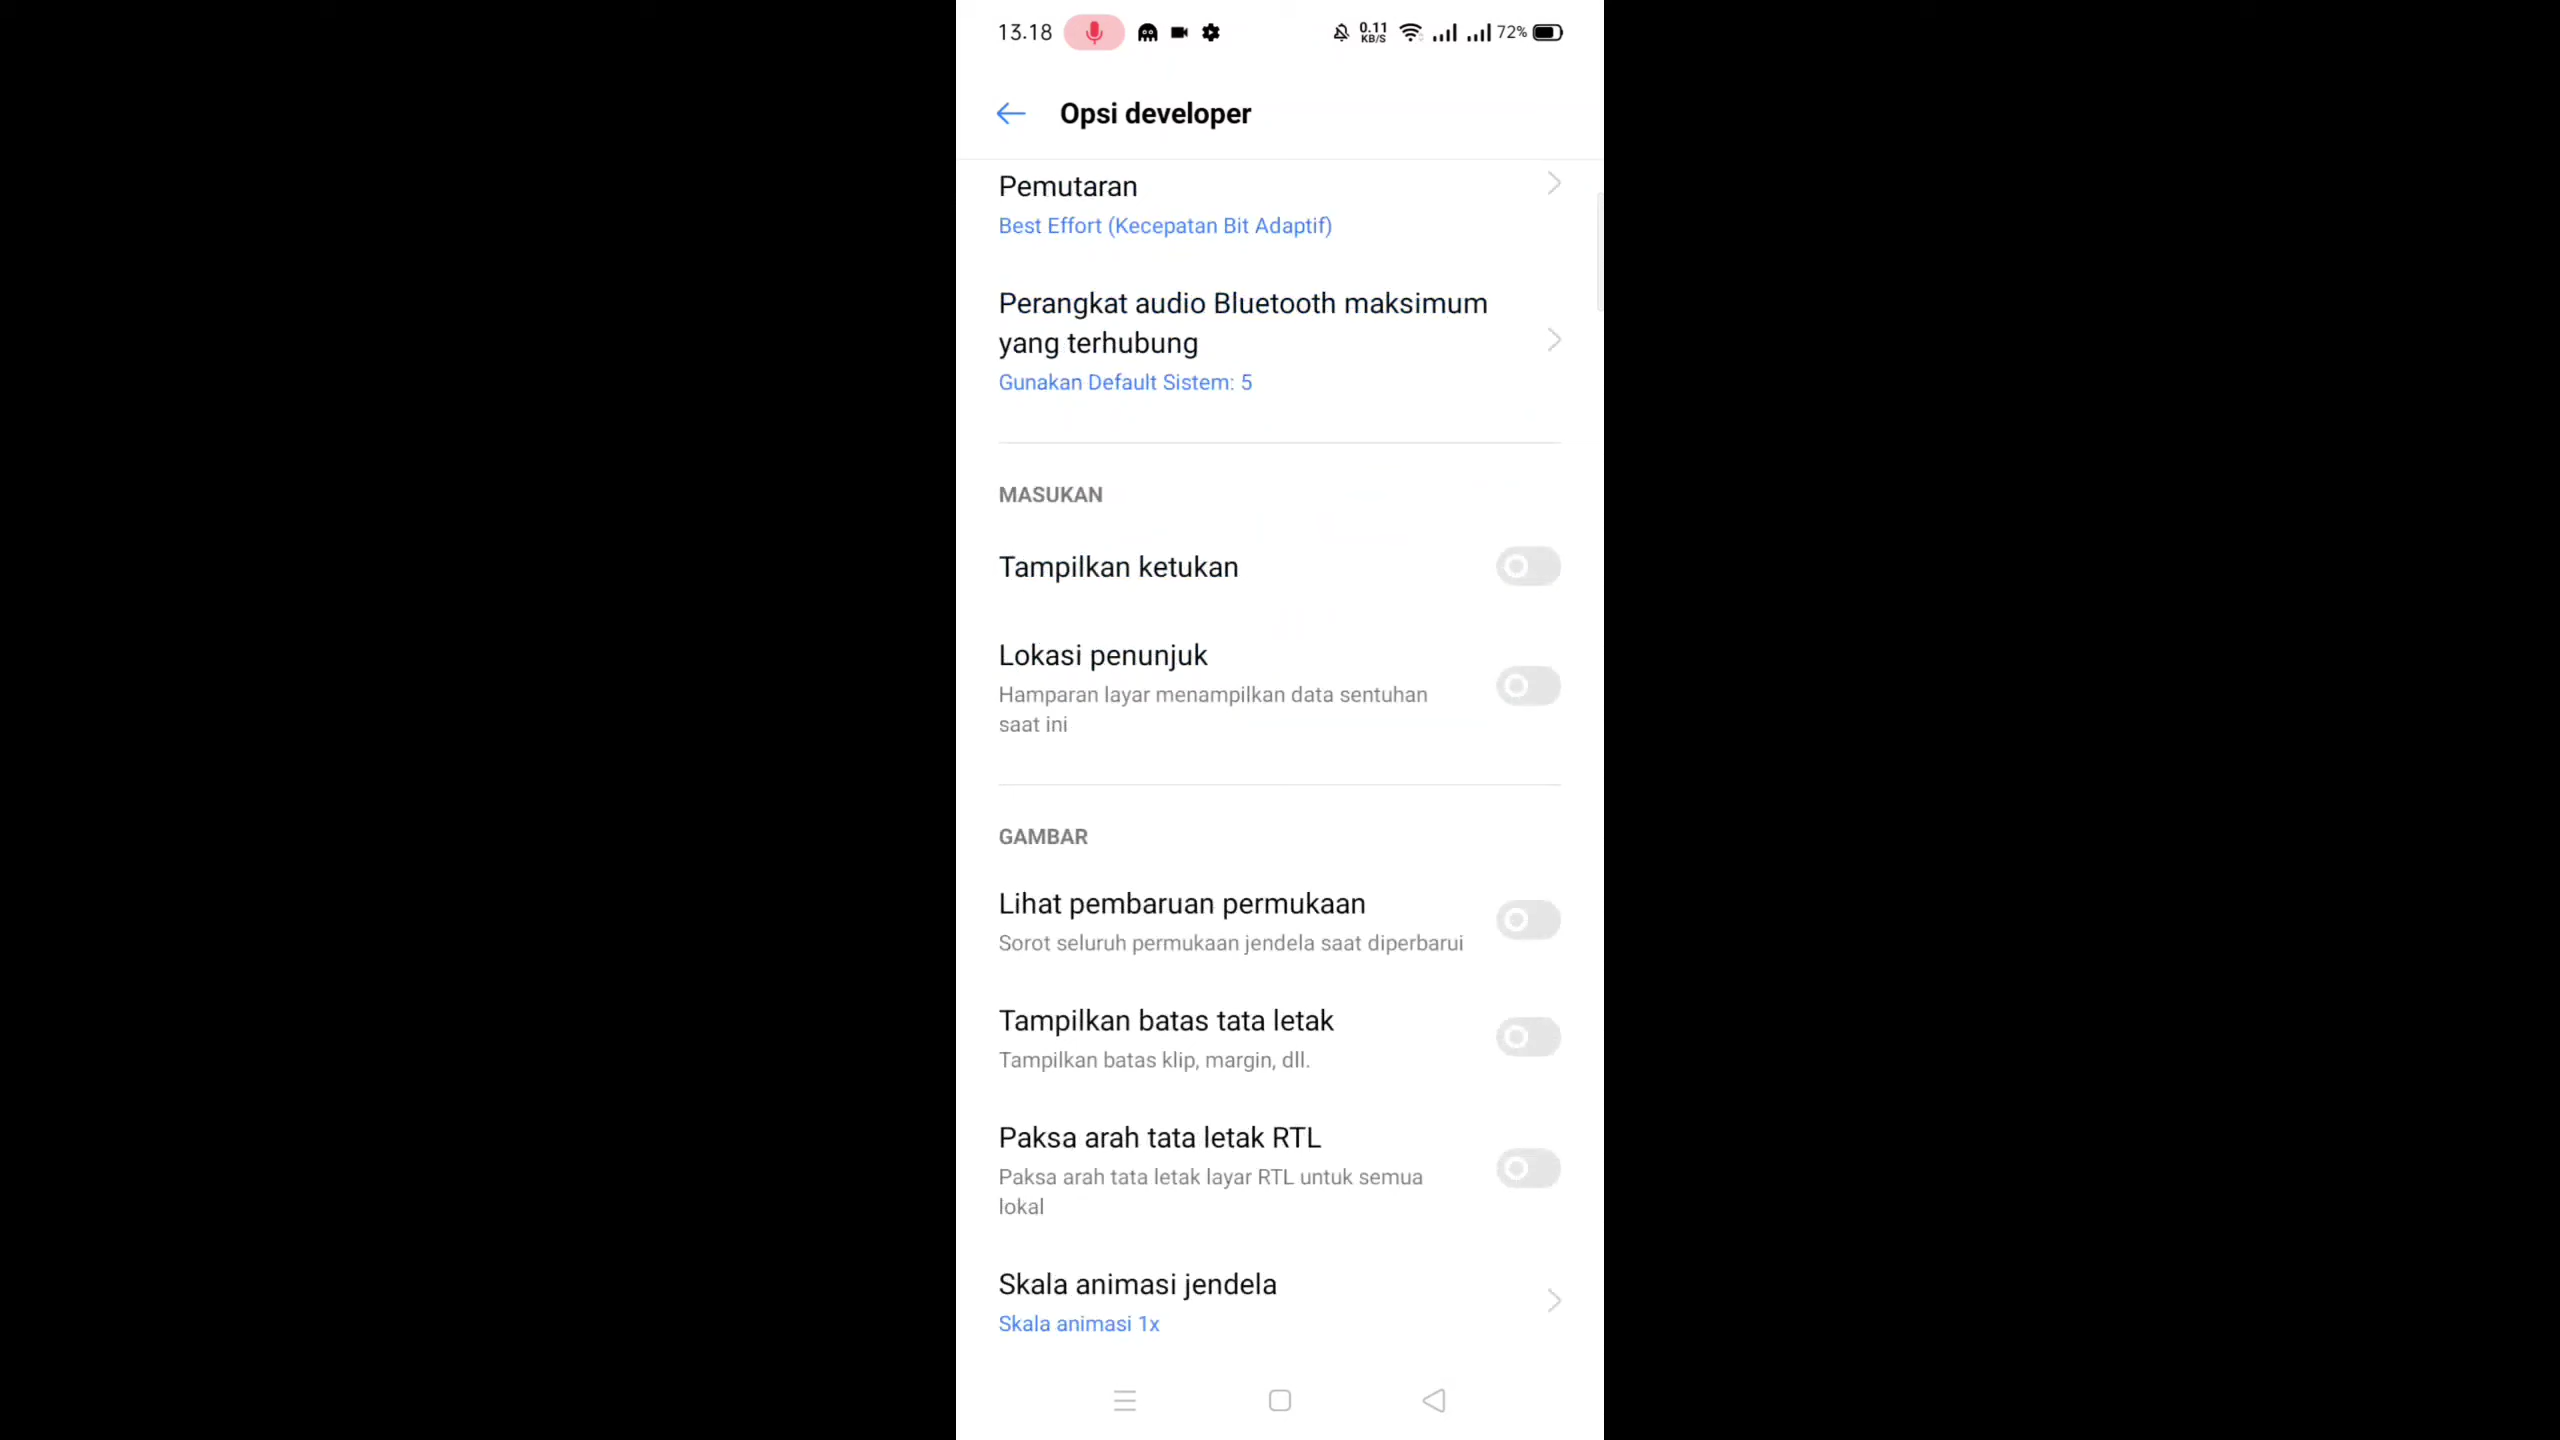 13.18
0.11
KB/S
72%
Opsi developer
Pemutaran
Best Effort (Kecepatan Bit Adaptif)
Perangkat audio Bluetooth maksimum
yang terhubung
Gunakan Default Sistem: 5
MASUKAN
Tampilkan ketukan
Lokasi penunjuk
Hamparan layar menampilkan data sentuhan
saat ini
GAMBAR
Lihat pembaruan permukaan
Sorot seluruh permukaan jendela saat diperbarui
Tampilkan batas tata letak
Tampilkan batas klip, margin, dll.
Paksa arah tata letak RTL
Paksa arah tata letak layar RTL untuk semua
lokal
Skala animasi jendela
Skala animasi 1x